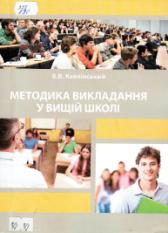 В.В. Каплінський
МЕТОДИКА ВИКЛАДАННЯ
У ВИЩІЙ ШКОЛІ